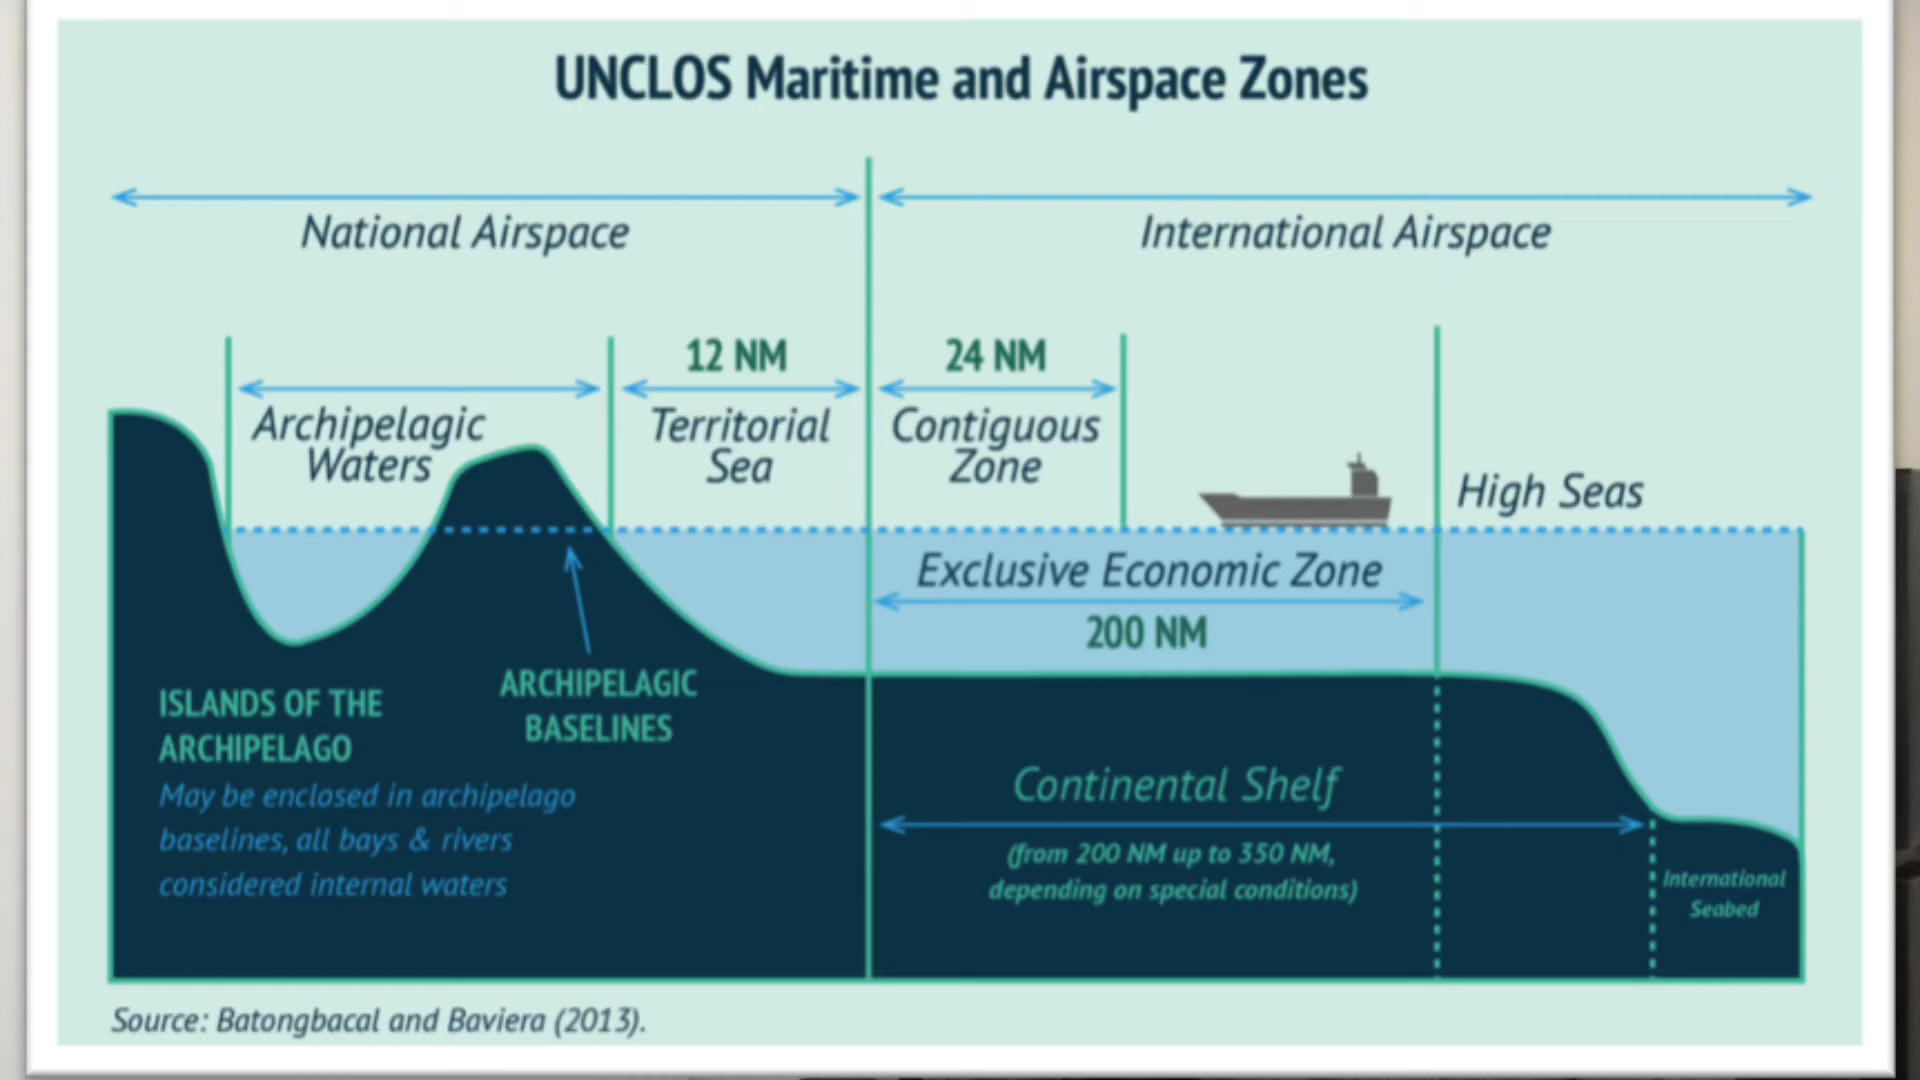 UNCLOS Maritime and Airspace Zones
National Airspace
International Airspace
12 NM
24 NM
Archipelagic
Waters
Territorial
Sea
Contiguous
Zone
High Seas
Exclusive Economic Zone
200 NM
ARCHIPELAGIC
BASELINES
ISLANDS OF THE
ARCHIPELAGO
May be enclosed in archipelago
baselines, all bays & rivers
considered internal waters
Continental Shelf
(from 200 NM up to 350 NM,
depending on special conditions)
International
Seabed
Source: Batongbacal and Baviera (2013).